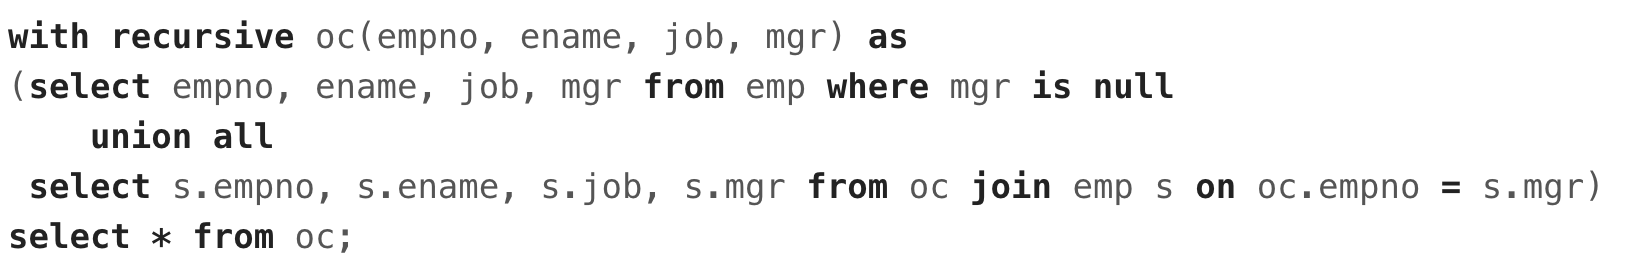 with recursive oc(empno, ename, job, mgr) as
(select empno, ename, job, mgr from emp where mgr is null
    union all
 select s.empno, s.ename, s.job, s.mgr from oc join emp s on oc.empno = s.mgr)
select * from oc;